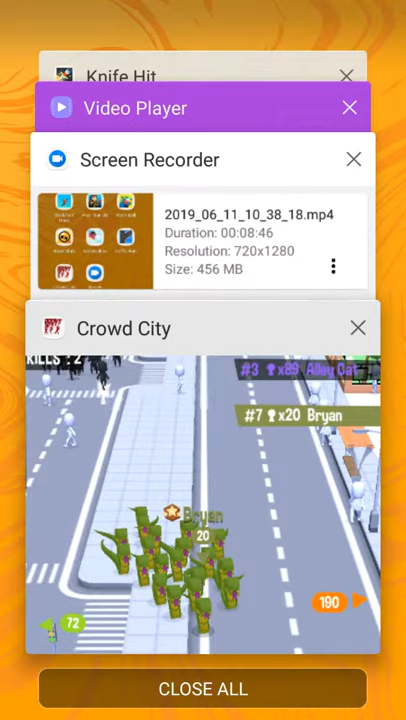 Knife Hit
Video Player
Screen Recorder
2019_06_11_10_38_18.mp4
Duration: 00:08:46
Resolution: 720x1280
Size: 456 MB
Crowd City
KILLS : 2
#3 x89 Alley Cat
#7 x20 Bryan
Bryan
20
190
72
CLOSE ALL